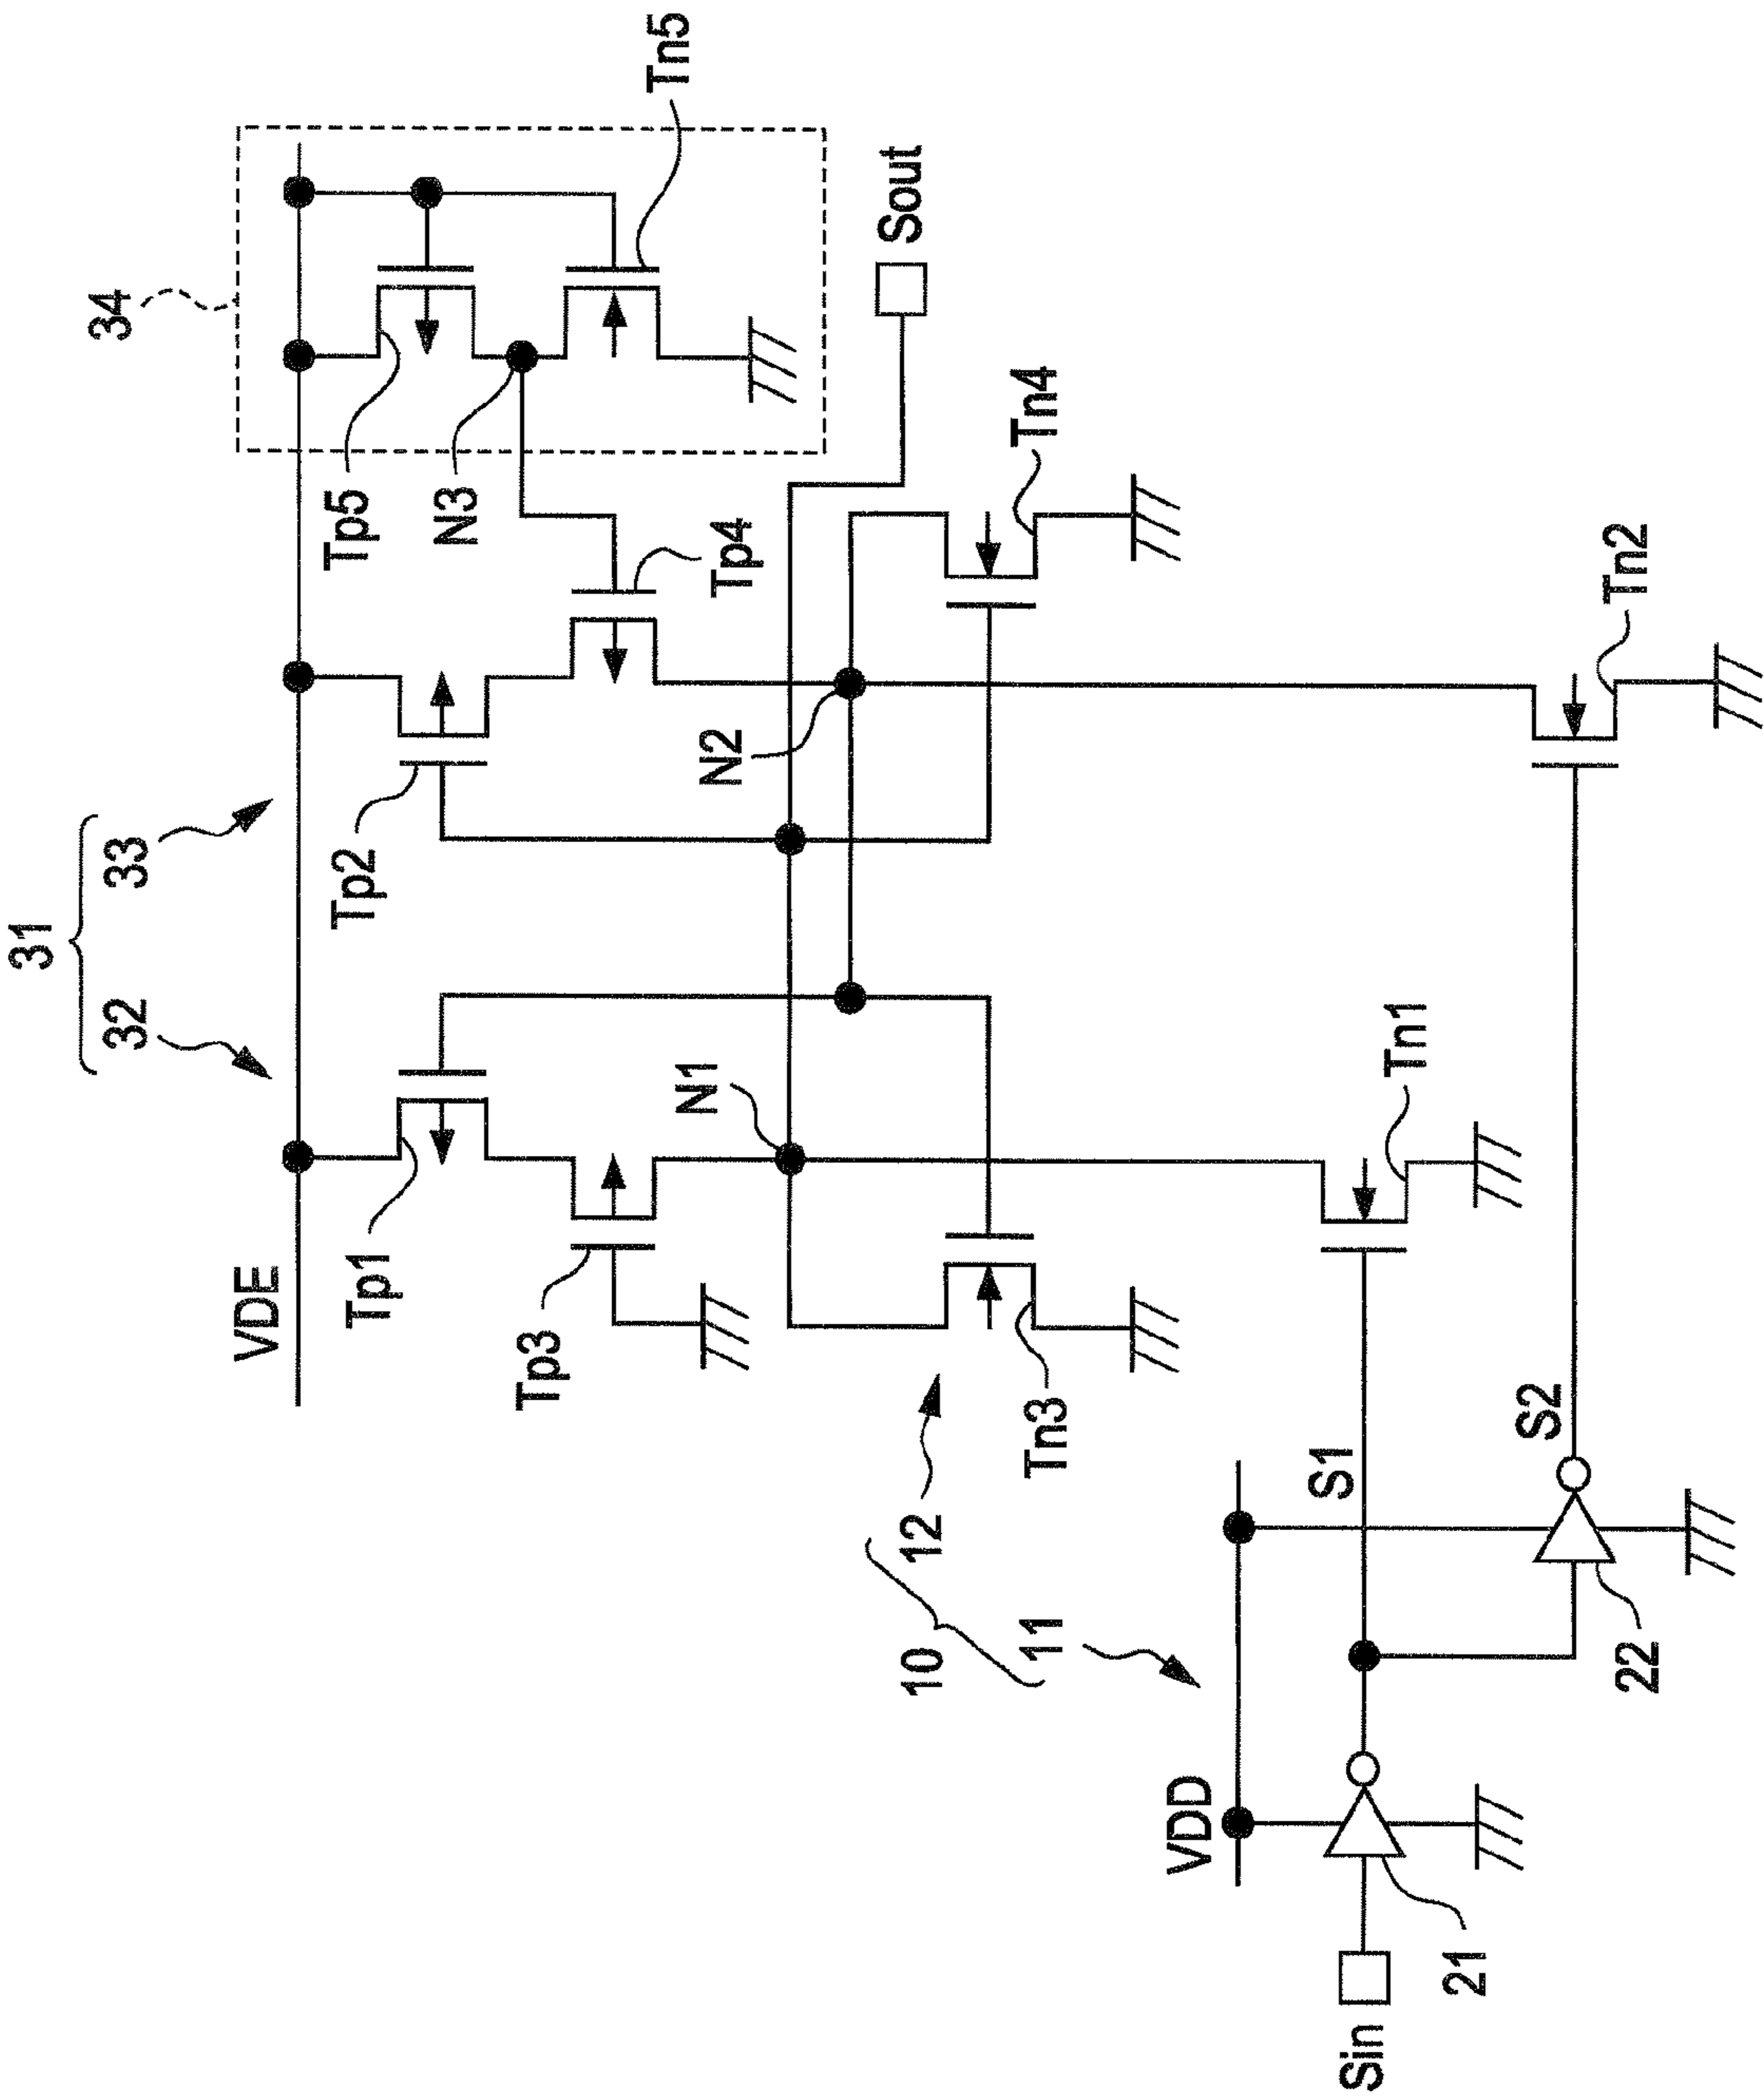 31
32
33
34
VDE
Tp1
Tp2
Tp5
N3
Tn5
Tp3
Tp4
N1
N2
Sout
10
12
11
Tn3
Tn4
VDD
S1
Tn1
S2
Tn2
Sin
21
22